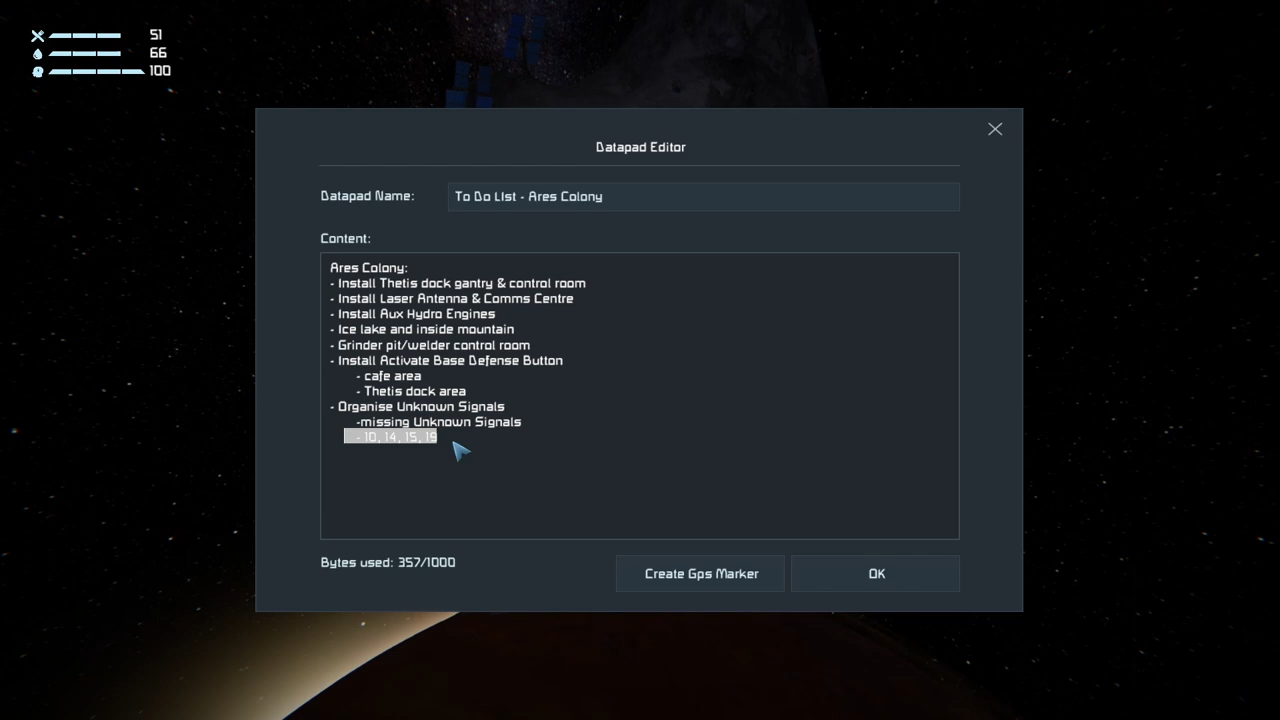 51
66
100
Datapad Editor
Datapad Name: To Do LIst - Ares Colony
Content:
Ares Colony:
- Install Thetis dock gantry & control room
- Install Laser Antenna & Comms Centre
- Install Aux Hydro Engines
- Ice lake and inside mountain
- Grinder pit/welder control room
- Install Activate Base Defense Button
- cafe area
- Thetis dock area
- Organise Unknown Signals
-missing Unknown Signals
- 10, 14, 15, 19
Bytes used: 357/1000
Create Gps Marker
OK